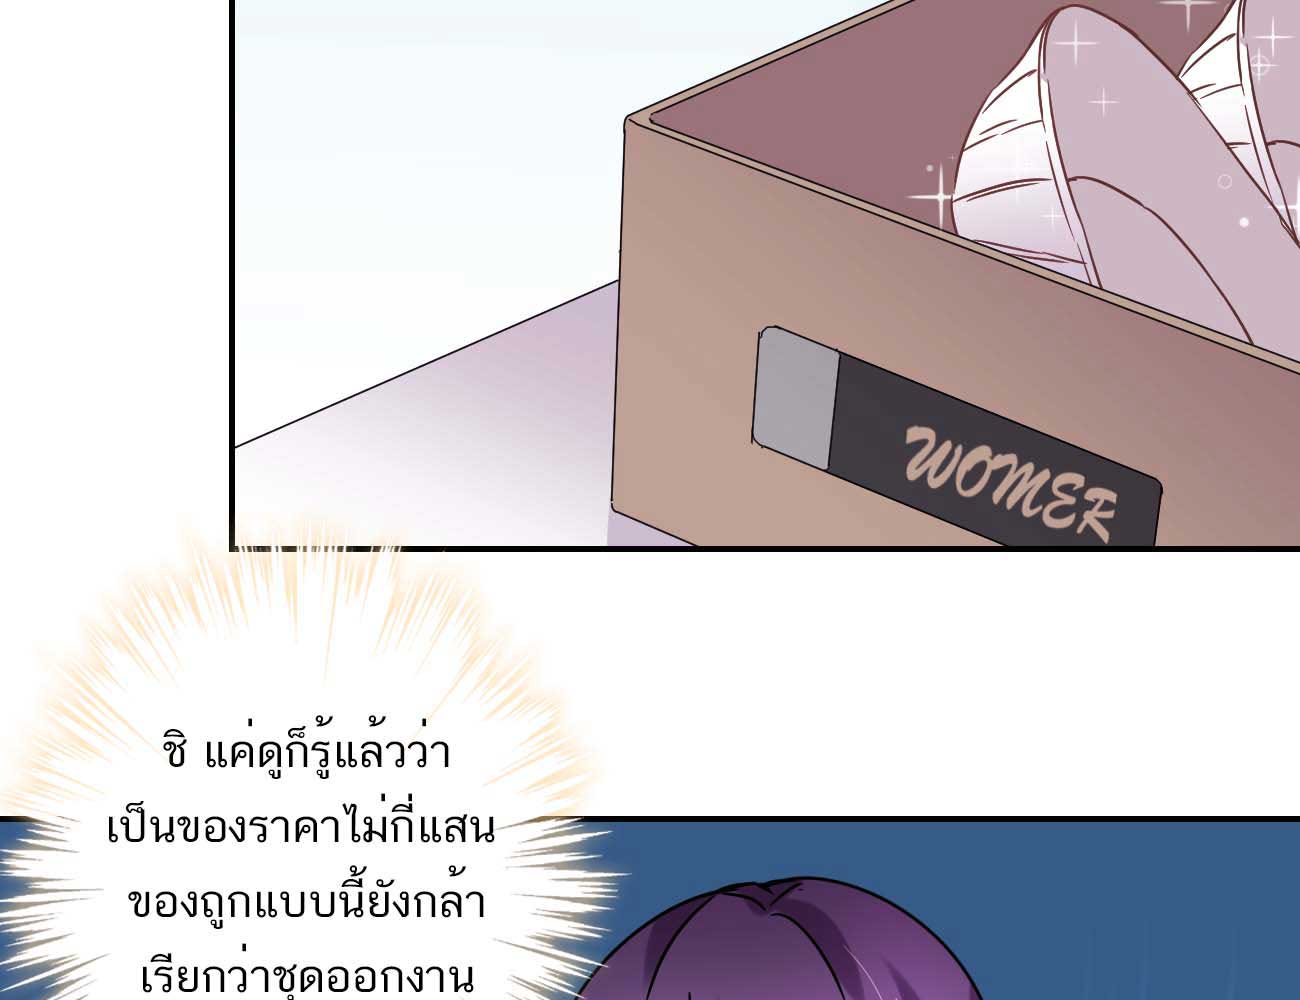 WOMER
ชิ แค่ดูก็รู้แล้วว่า
เป็นของราคาไม่กี่แสน
ของถูกแบบนี้ยังกล้า
เรียกว่าชุดออกงาน